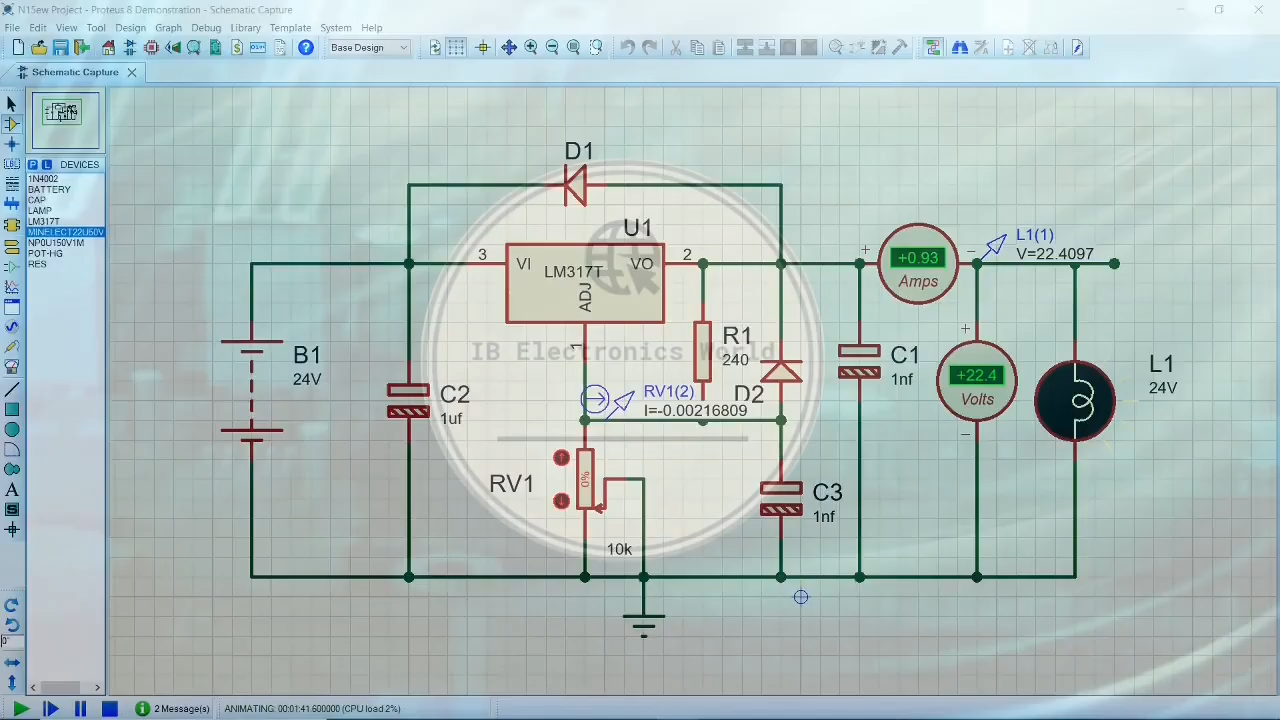 N15ew Project - Proteus 8 Demonstration - Schematic Capture
File Edit View Tool Design Graph Debug Library Template System Help
Base Design
Schematic Capture
P L DEVICES
1N4002
BATTERY
CAP
LAMP
LM317T
MINELECT22U50V
NP0U150V1M
POT-HG
RES
D1
U1
3
VI
LM317T
VO
2
ADJ
1
+
+0.93
Amps
−
L1(1)
V=22.4097
B1
24V
C2
1uf
R1
240
IB Electronics World
D2
RV1(2)
I=-0.00216809
C1
1nf
+
+22.4
Volts
−
L1
24V
RV1
0%
10k
C3
1nf
2 Message(s)
ANIMATING: 00:01:41.600000 (CPU load 2%)